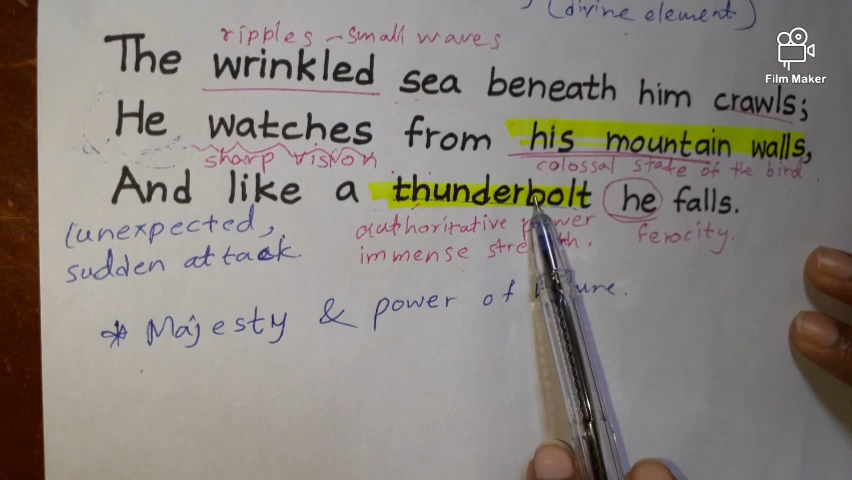 (divine element)
ripples - small waves
The wrinkled sea beneath him crawls;
He watches from his mountain walls,
sharp vision colossal state of the bird
And like a thunderbolt he falls.
(unexpected, authoritative power ferocity.
sudden attack. immense
* Majesty & power of
Film Maker